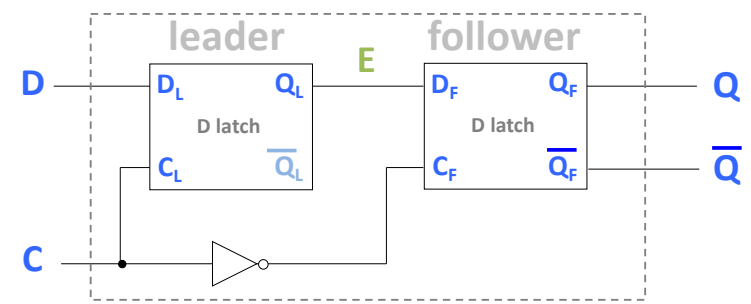 leader follower
E
D D_L Q_L D_F Q_F Q
D latch D latch
C_L Q̅_L C_F Q̅_F Q̅
C